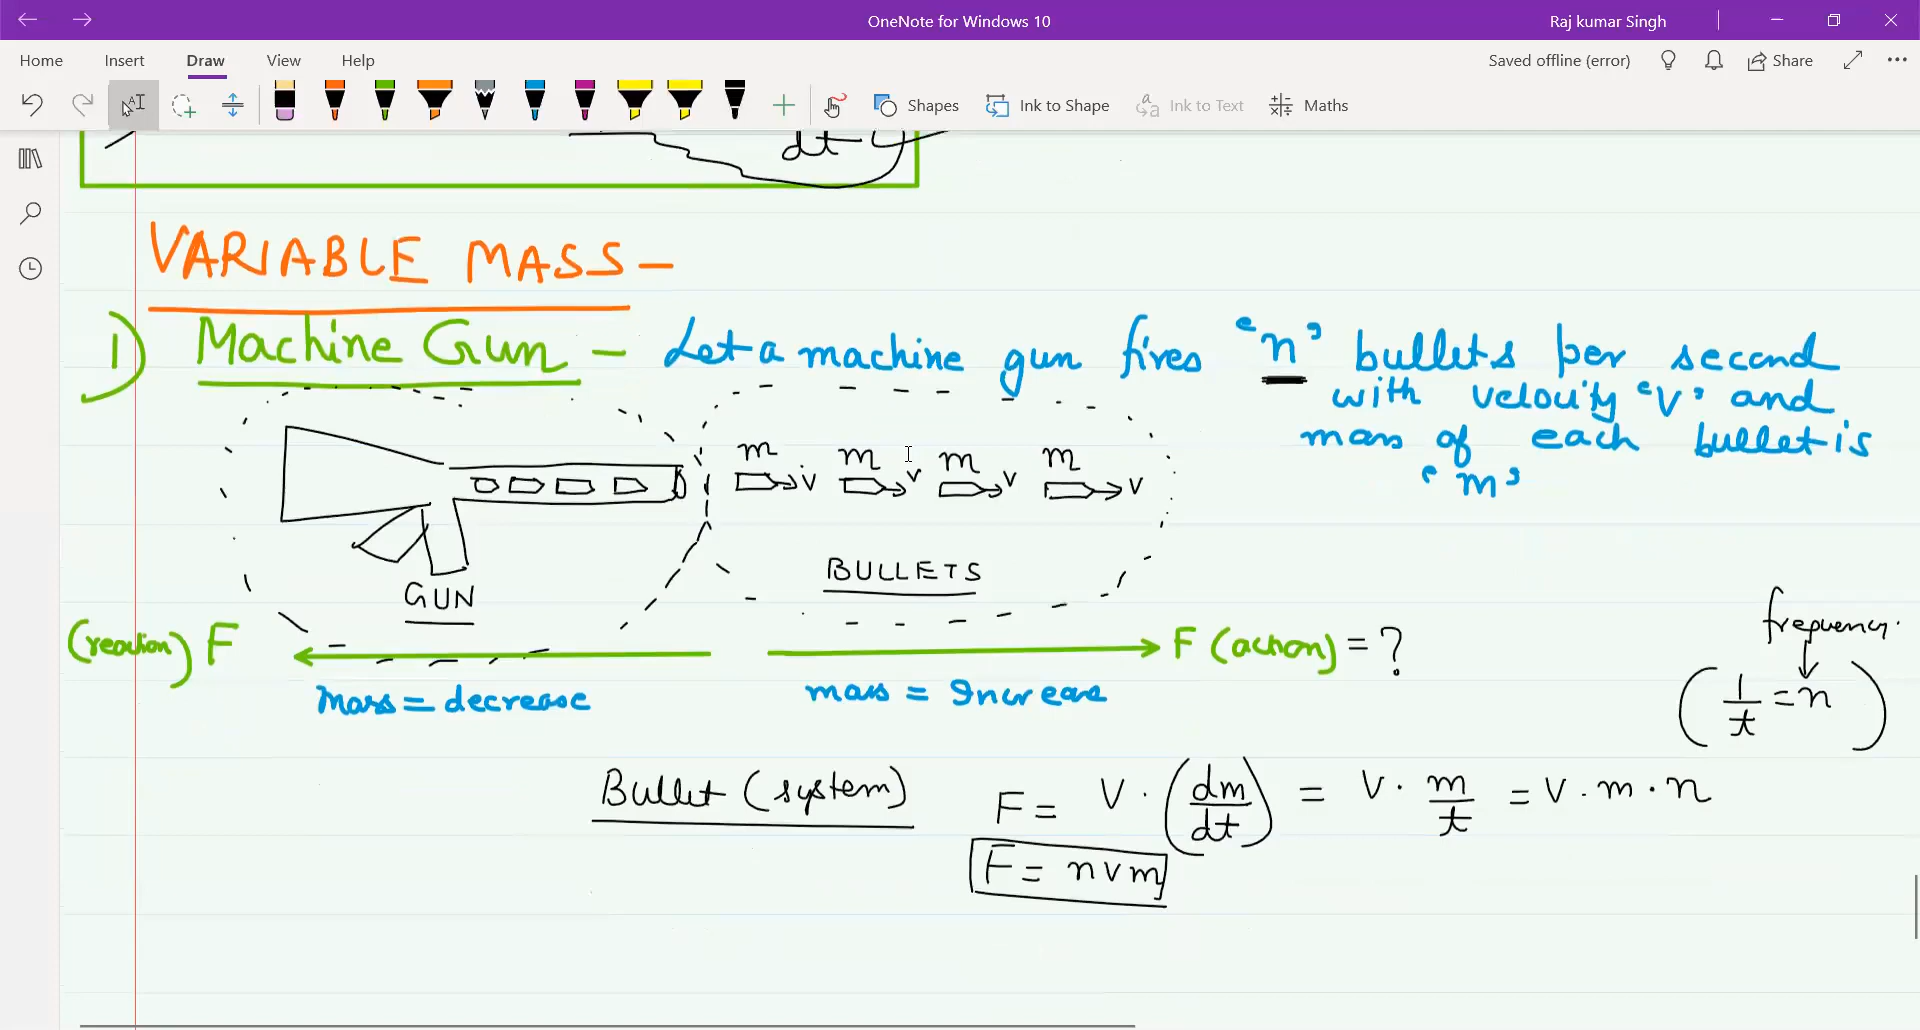 OneNote for Windows 10
Raj kumar Singh
Home Insert Draw View Help
Saved offline (error)
Share
Shapes
Ink to Shape
Ink to Text
Maths
dt
VARIABLE MASS –
1) Machine Gun – Let a machine gun fires 'n' bullets per second
with velocity 'v' and
mass of each bullet is
'm'
m m m m
v v v v
BULLETS
GUN
frequency.
(reaction) F
F (action) = ?
(1/t = n)
mass = decrease
mass = Increase
Bullet (system) F = V · (dm/dt) = V · m/t = V · m · n
F = n v m